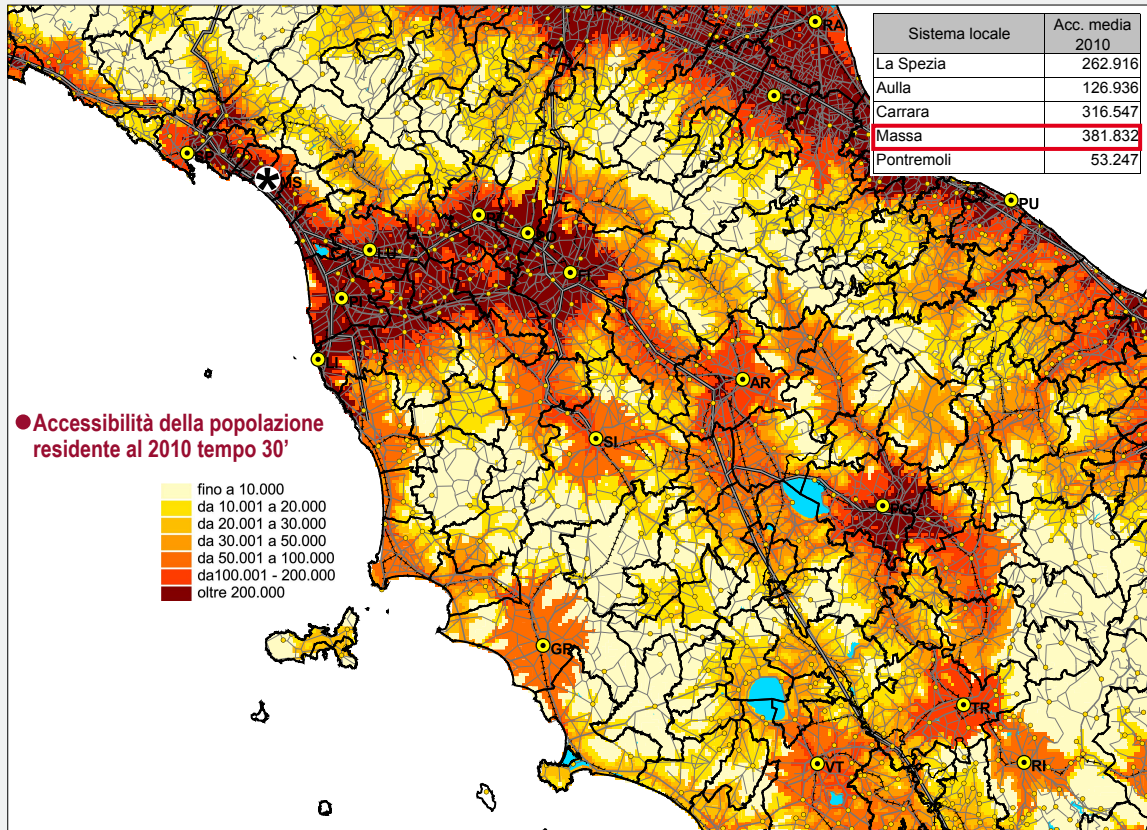 Sistema locale Acc. media 2010
La Spezia 262.916
Aulla 126.936
Carrara 316.547
Massa 381.832
Pontremoli 53.247
RA
FC
PU
MS
LU
PI
FI
AR
SI
GR
TR
RI
VT
●Accessibilità della popolazione
residente al 2010 tempo 30’
fino a 10.000
da 10.001 a 20.000
da 20.001 a 30.000
da 30.001 a 50.000
da 50.001 a 100.000
da100.001 - 200.000
oltre 200.000